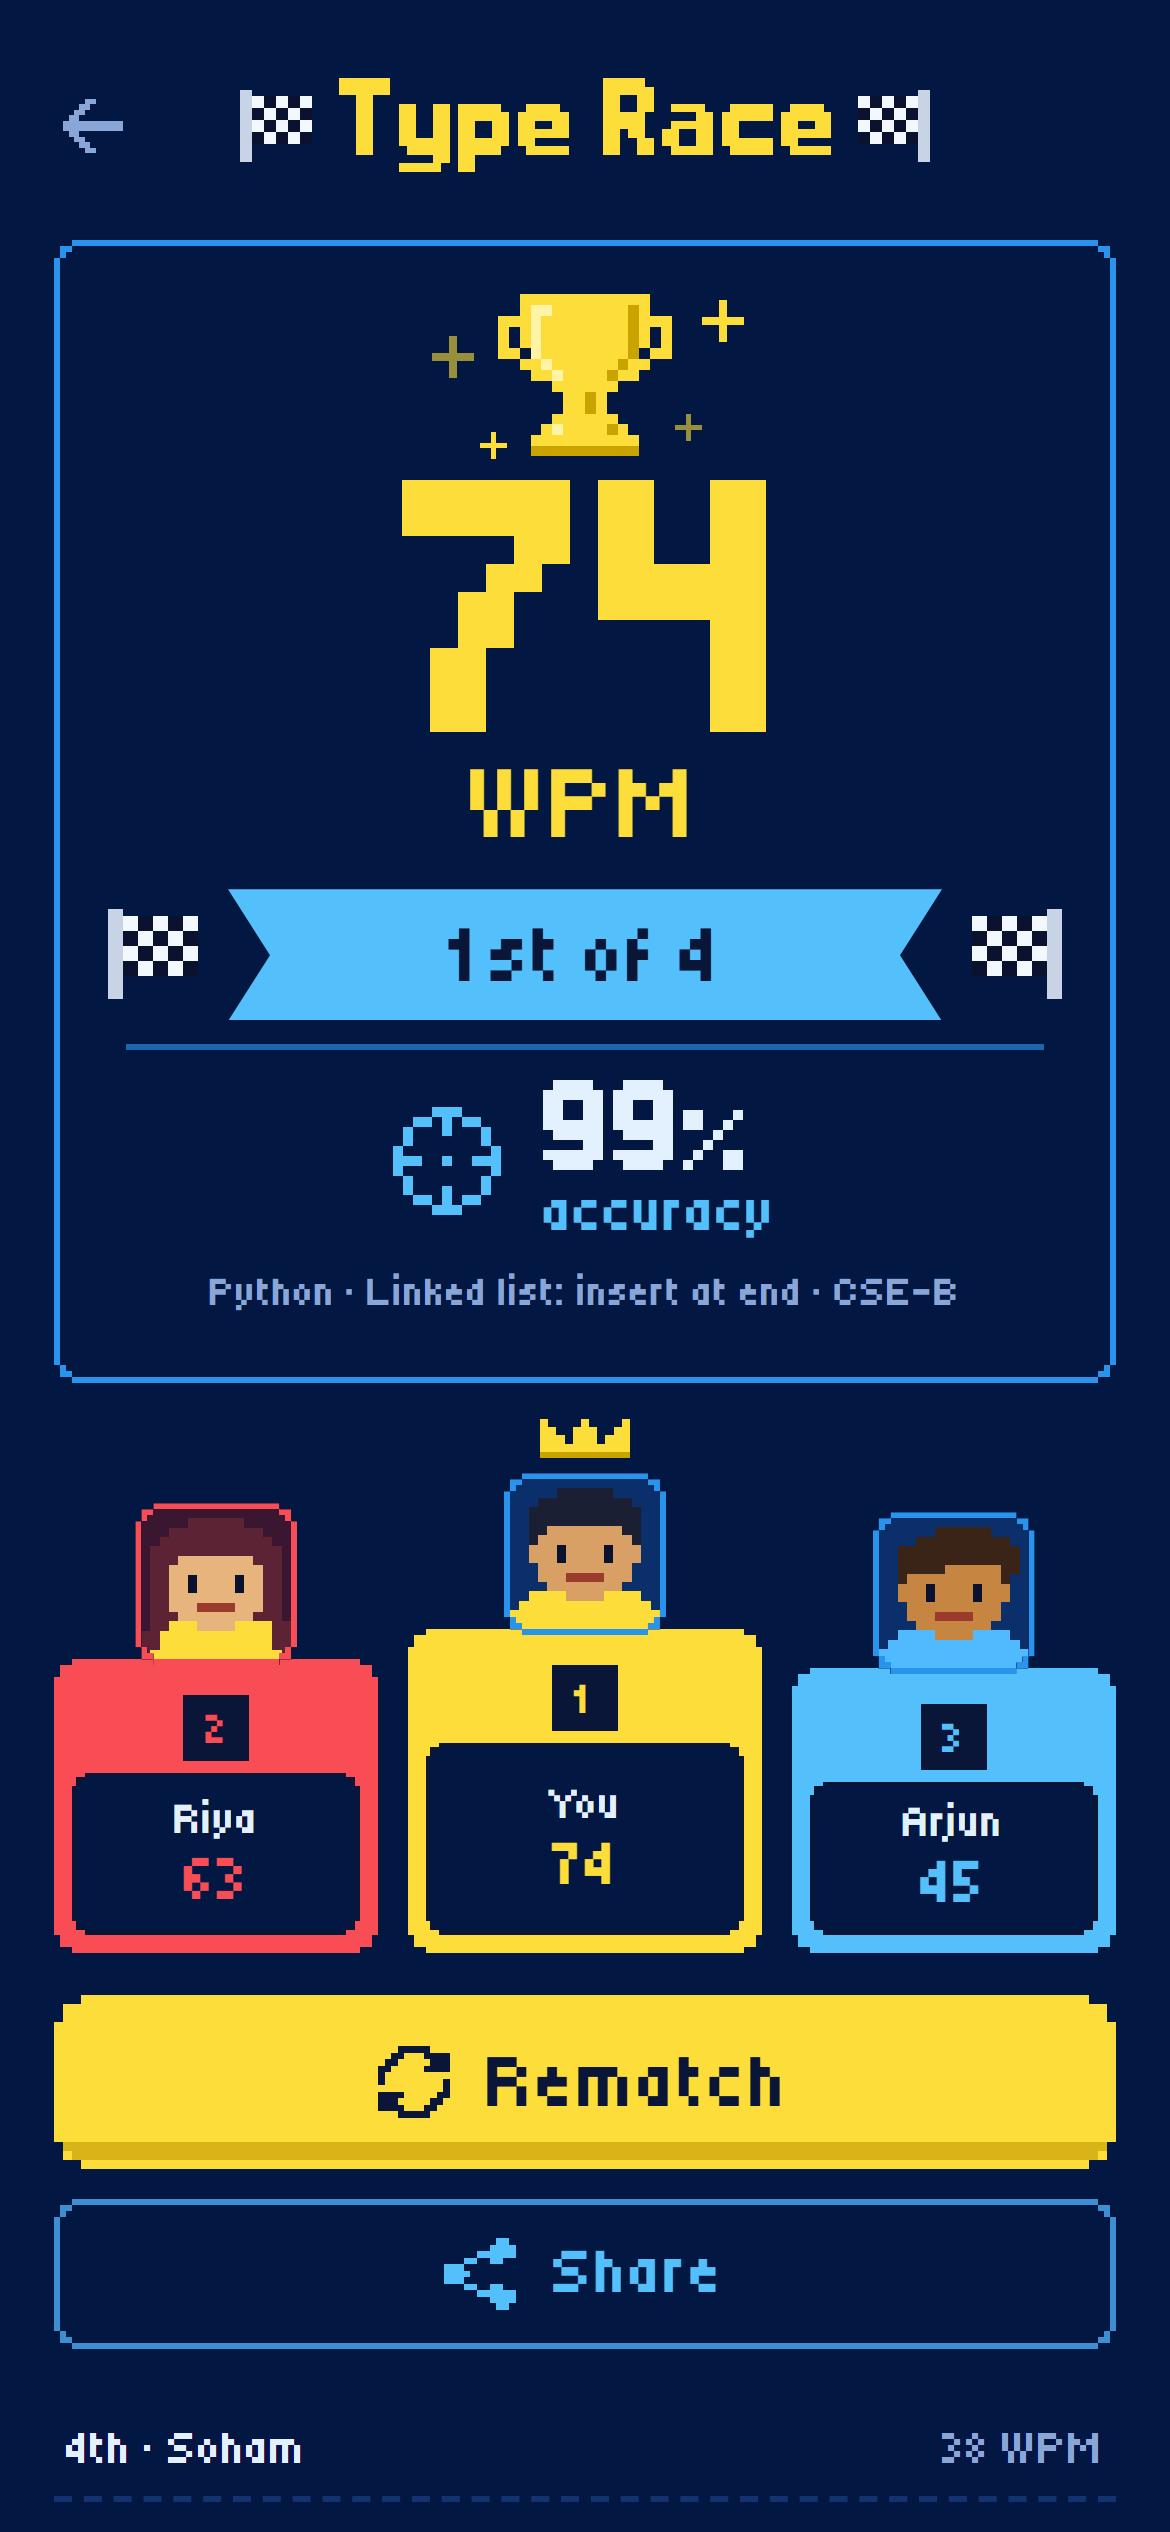 Type Race
74
WPM
1st of 4
99%
accuracy
Python · Linked list: insert at end · CSE-B
2
Riya
63
1
You
74
3
Arjun
45
Rematch
Share
4th · Soham
38 WPM